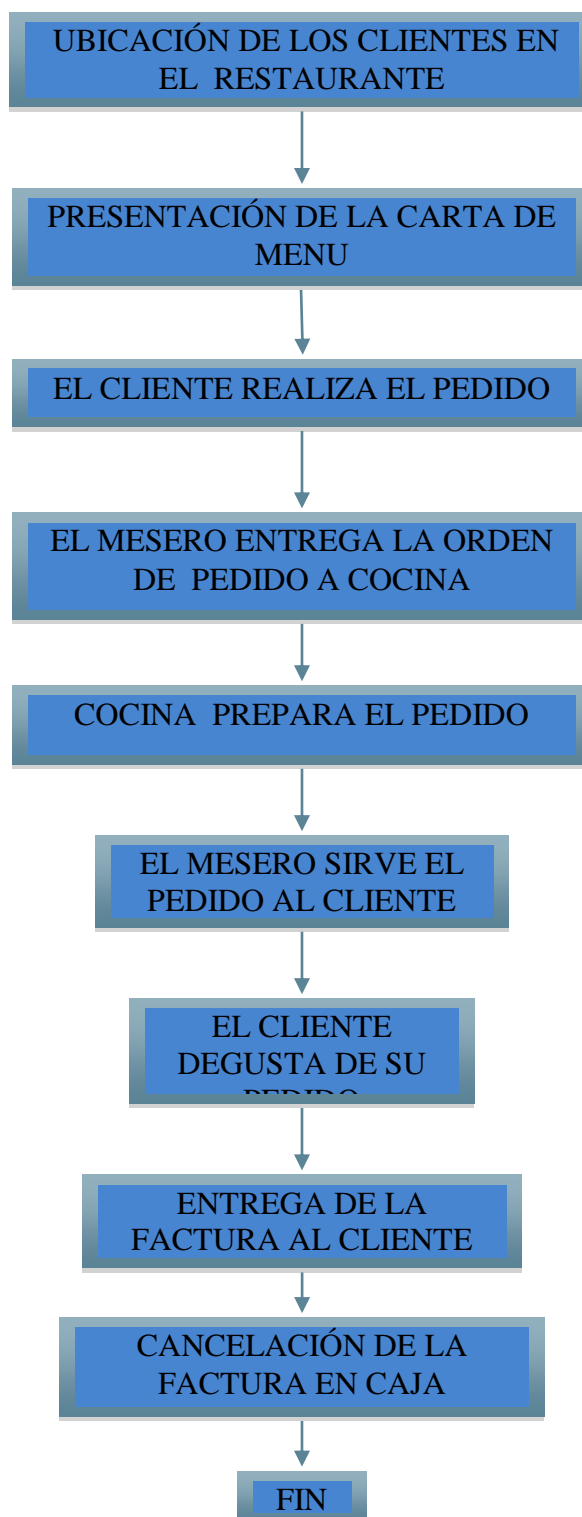 UBICACIÓN DE LOS CLIENTES EN
EL RESTAURANTE
PRESENTACIÓN DE LA CARTA DE
MENU
EL CLIENTE REALIZA EL PEDIDO
EL MESERO ENTREGA LA ORDEN
DE PEDIDO A COCINA
COCINA PREPARA EL PEDIDO
EL MESERO SIRVE EL
PEDIDO AL CLIENTE
EL CLIENTE
DEGUSTA DE SU
PEDIDO
ENTREGA DE LA
FACTURA AL CLIENTE
CANCELACIÓN DE LA
FACTURA EN CAJA
FIN